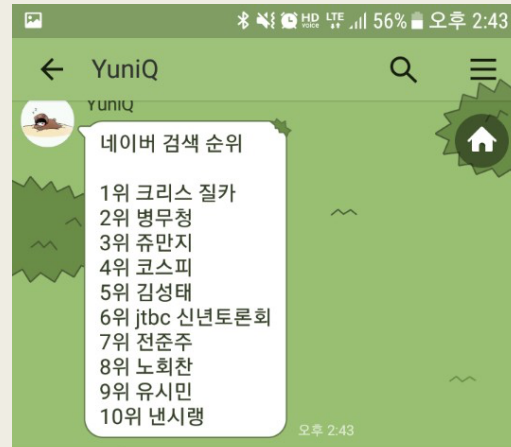 HD VOICE LTE 56% 오후 2:43
YuniQ
YuniQ
네이버 검색 순위
1위 크리스 질카
2위 병무청
3위 쥬만지
4위 코스피
5위 김성태
6위 jtbc 신년토론회
7위 전준주
8위 노회찬
9위 유시민
10위 낸시랭
오후 2:43